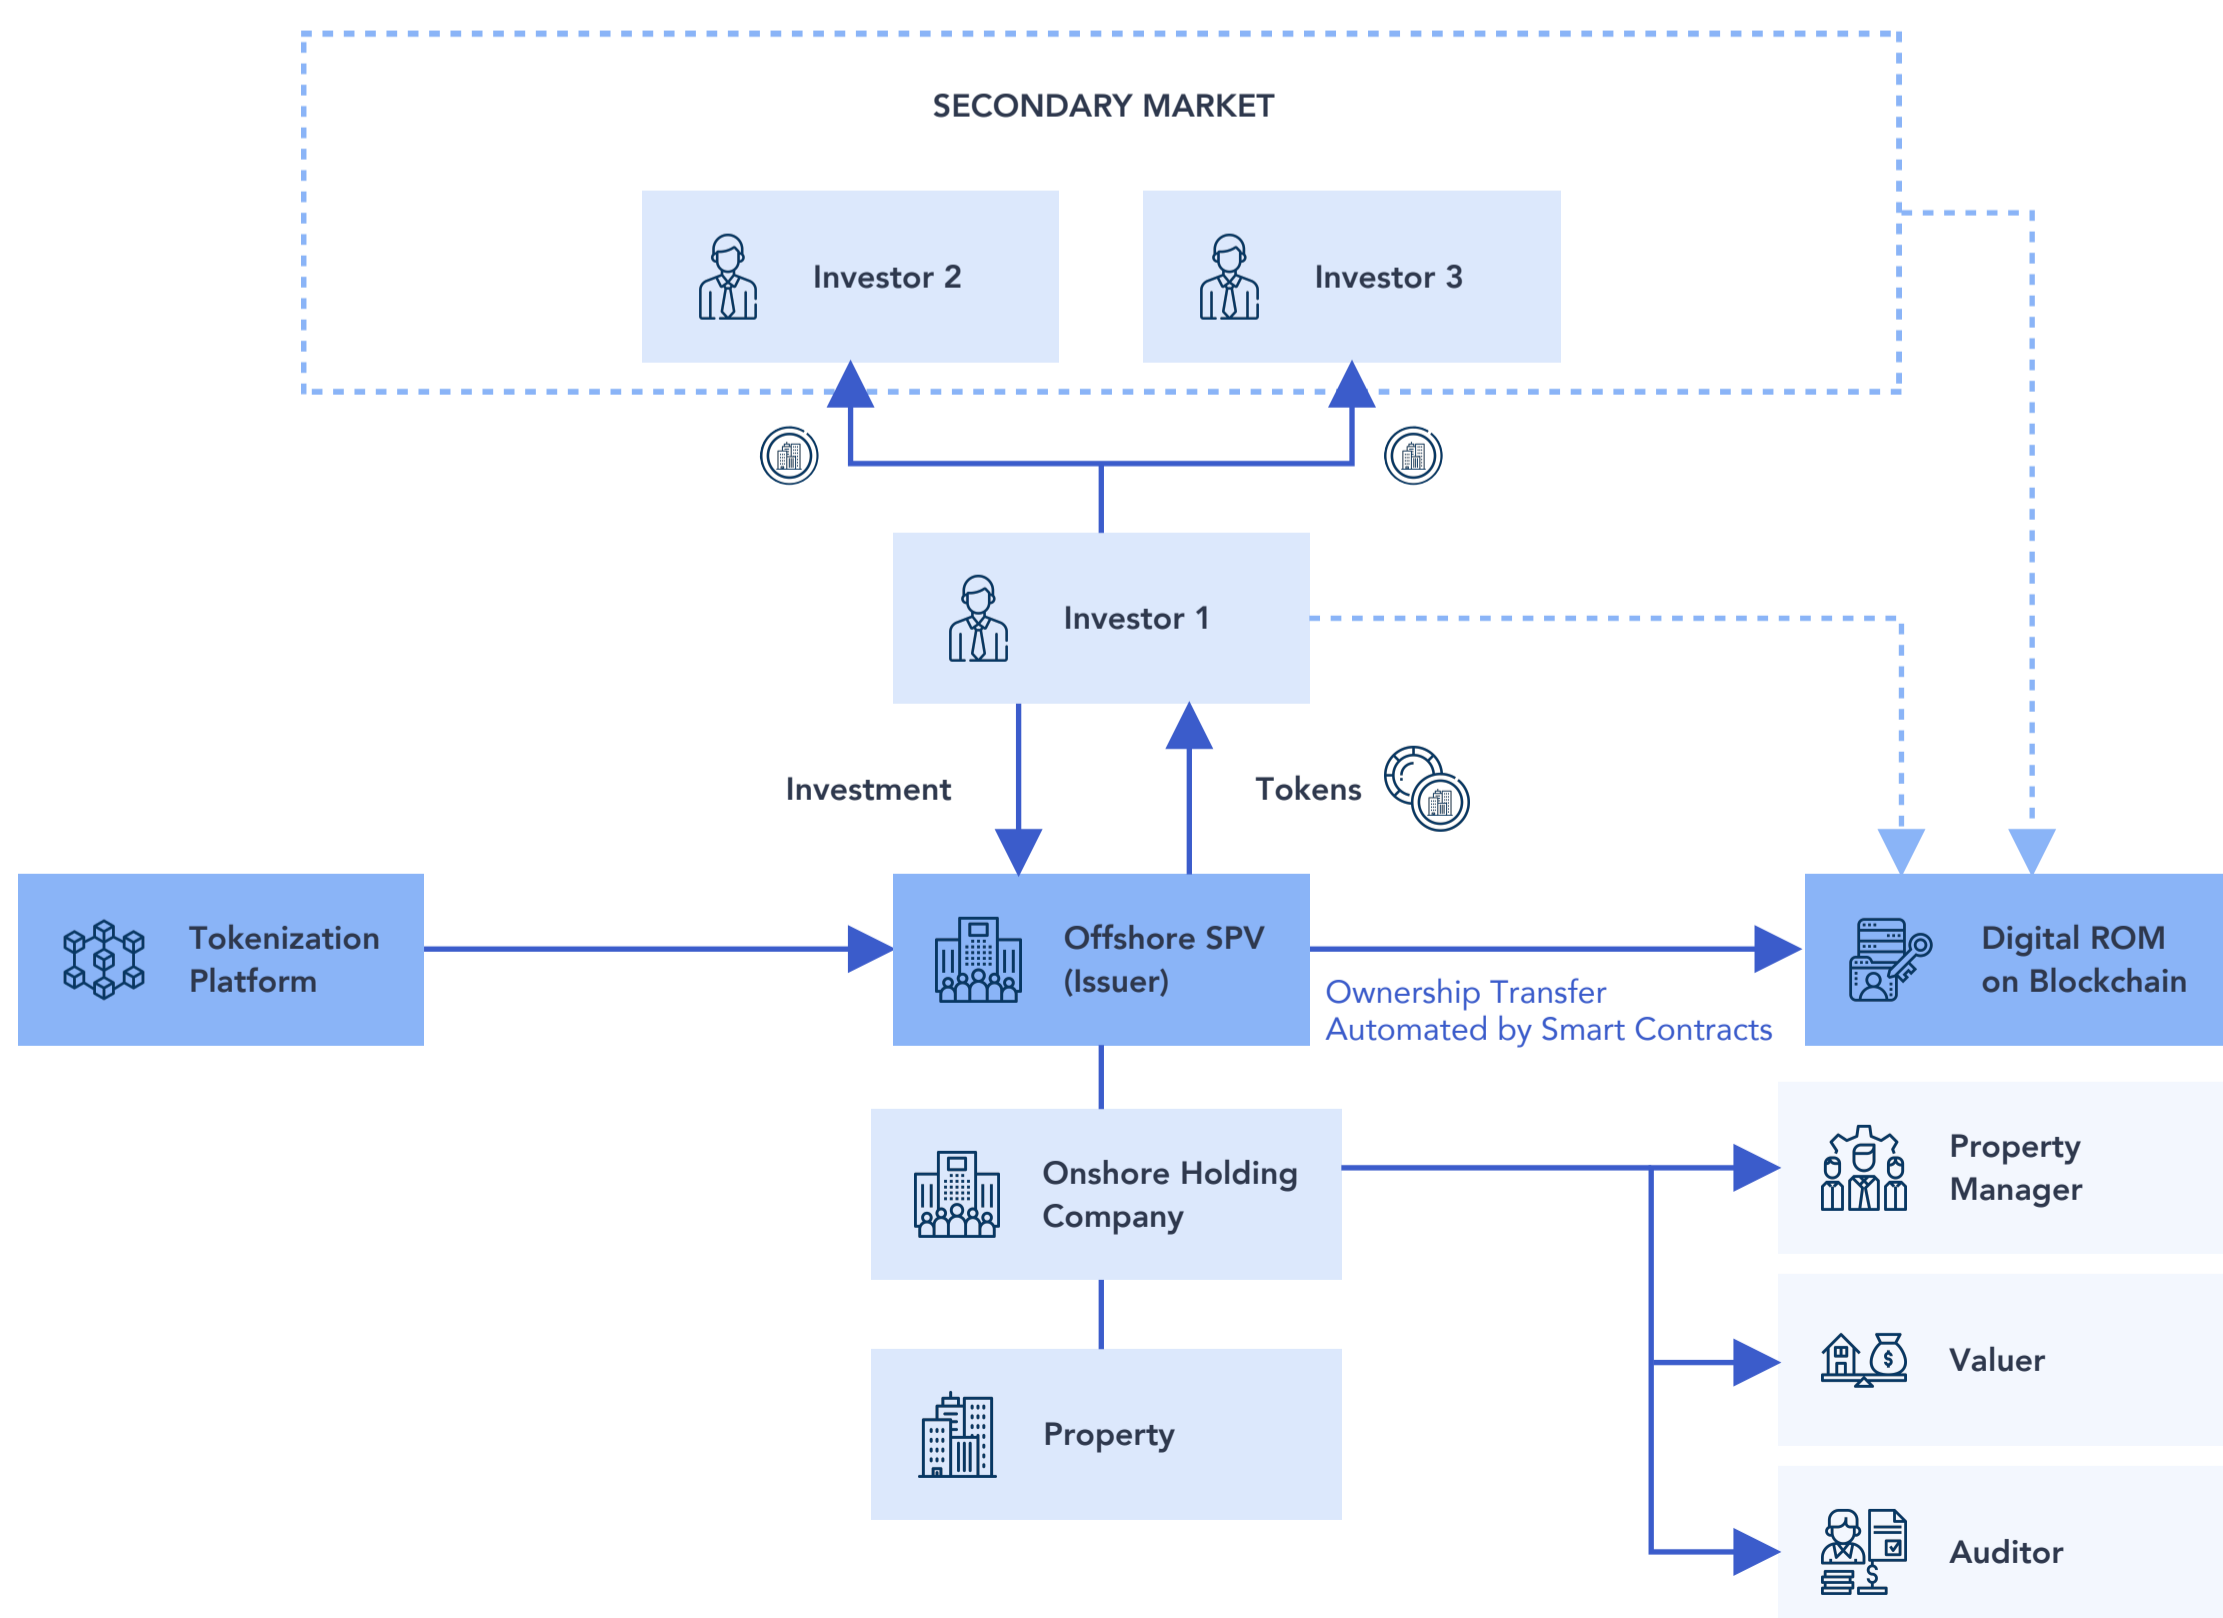 SECONDARY MARKET
Investor 2
Investor 3
Investor 1
Investment
Tokens
Tokenization
Platform
Offshore SPV
(Issuer)
Ownership Transfer
Automated by Smart Contracts
Digital ROM
on Blockchain
Onshore Holding
Company
Property
Manager
Valuer
Property
Auditor